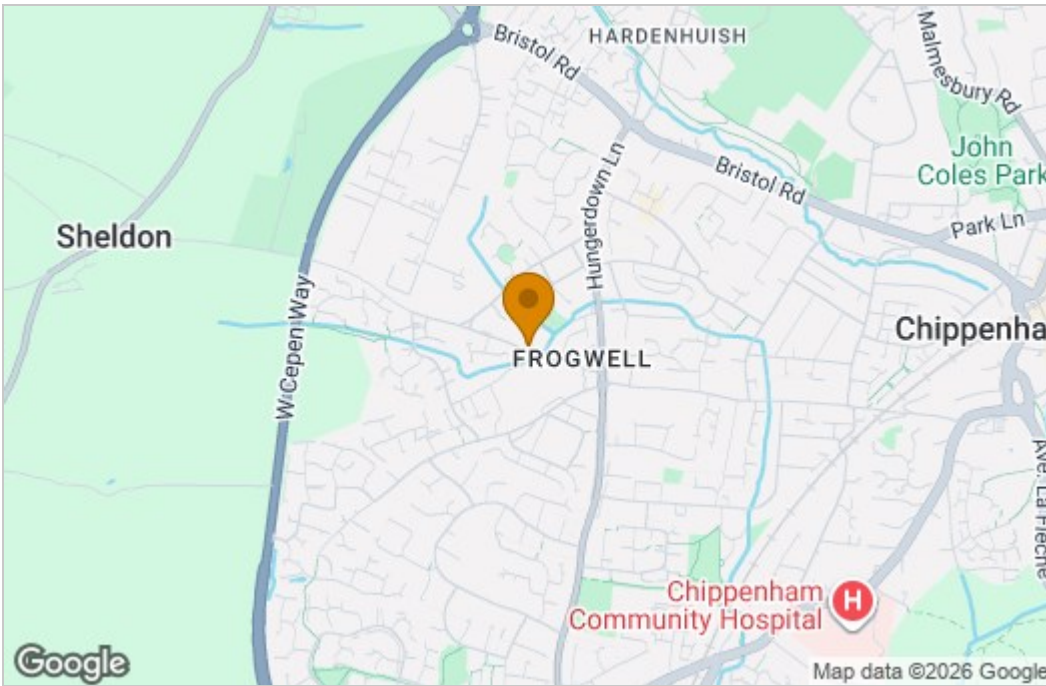 Bristol Rd
HARDENHUISH
Malmesbury Rd
John
Coles Park
Bristol Rd
Park Ln
Hungerdown Ln
Sheldon
W Cepen Way
Chippenha
FROGWELL
Ave. La Fleche
Chippenham
Community Hospital
H
Google
Map data ©2026 Google